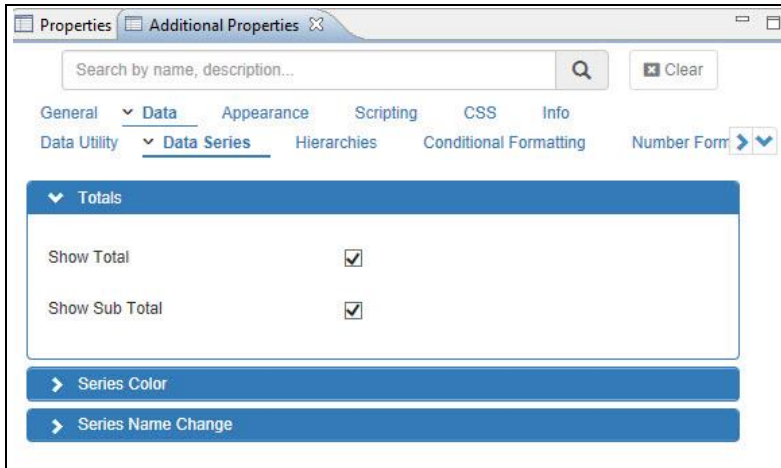 Properties Additional Properties
Search by name, description... Clear
General Data Appearance Scripting CSS Info
Data Utility Data Series Hierarchies Conditional Formatting Number Form
Totals
Show Total
Show Sub Total
Series Color
Series Name Change